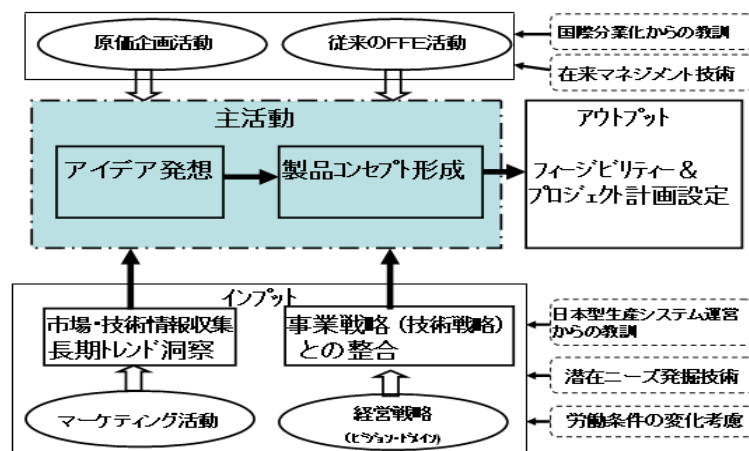 原価企画活動
従来のFFE活動
国際分業化からの教訓
在来マネジメント技術
主活動
アイデア発想
製品コンセプト形成
アウトプット
フィージビリティー&
プロジェクト計画設定
インプット
市場・技術情報収集
長期トレンド洞察
事業戦略(技術戦略)
との整合
日本型生産システム運営
からの教訓
潜在ニーズ発掘技術
マーケティング活動
経営戦略
(ビジョン・ドメイン)
労働条件の変化考慮